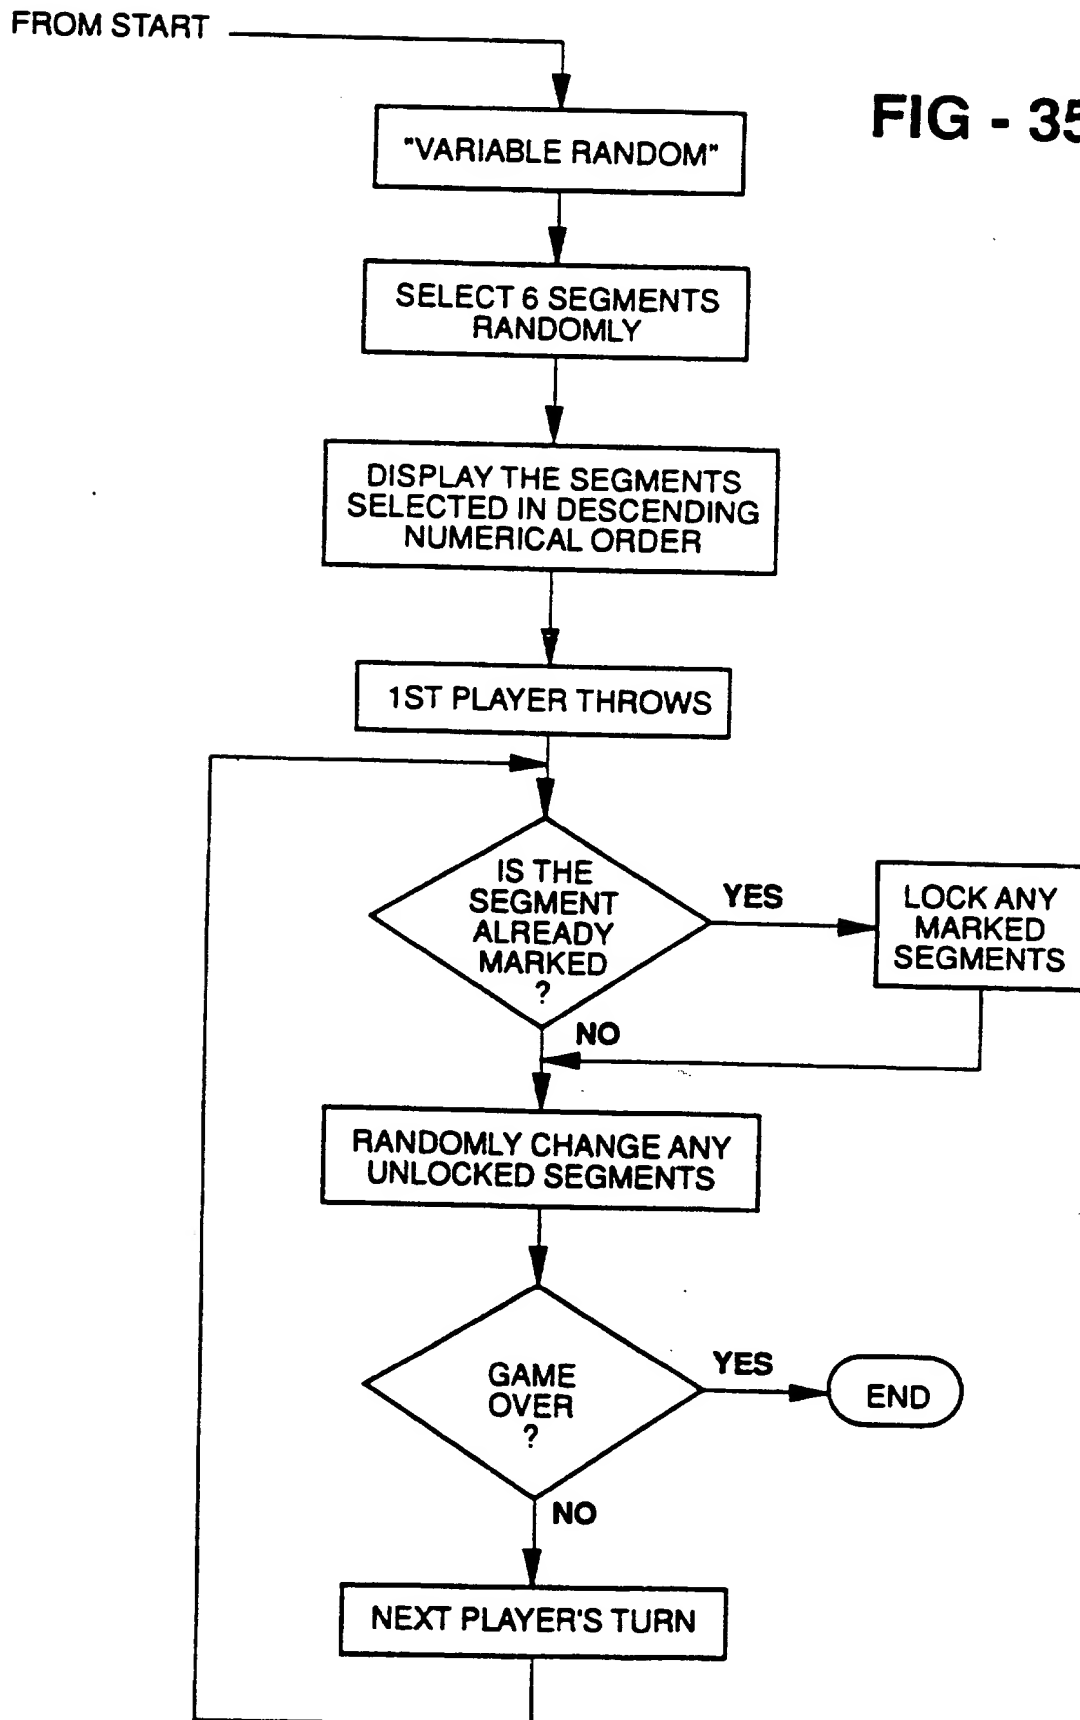 FROM START
FIG - 35
"VARIABLE RANDOM"
SELECT 6 SEGMENTS
RANDOMLY
DISPLAY THE SEGMENTS
SELECTED IN DESCENDING
NUMERICAL ORDER
1ST PLAYER THROWS
IS THE
SEGMENT
ALREADY
MARKED
?
YES
LOCK ANY
MARKED
SEGMENTS
NO
RANDOMLY CHANGE ANY
UNLOCKED SEGMENTS
GAME
OVER
?
YES
END
NO
NEXT PLAYER'S TURN